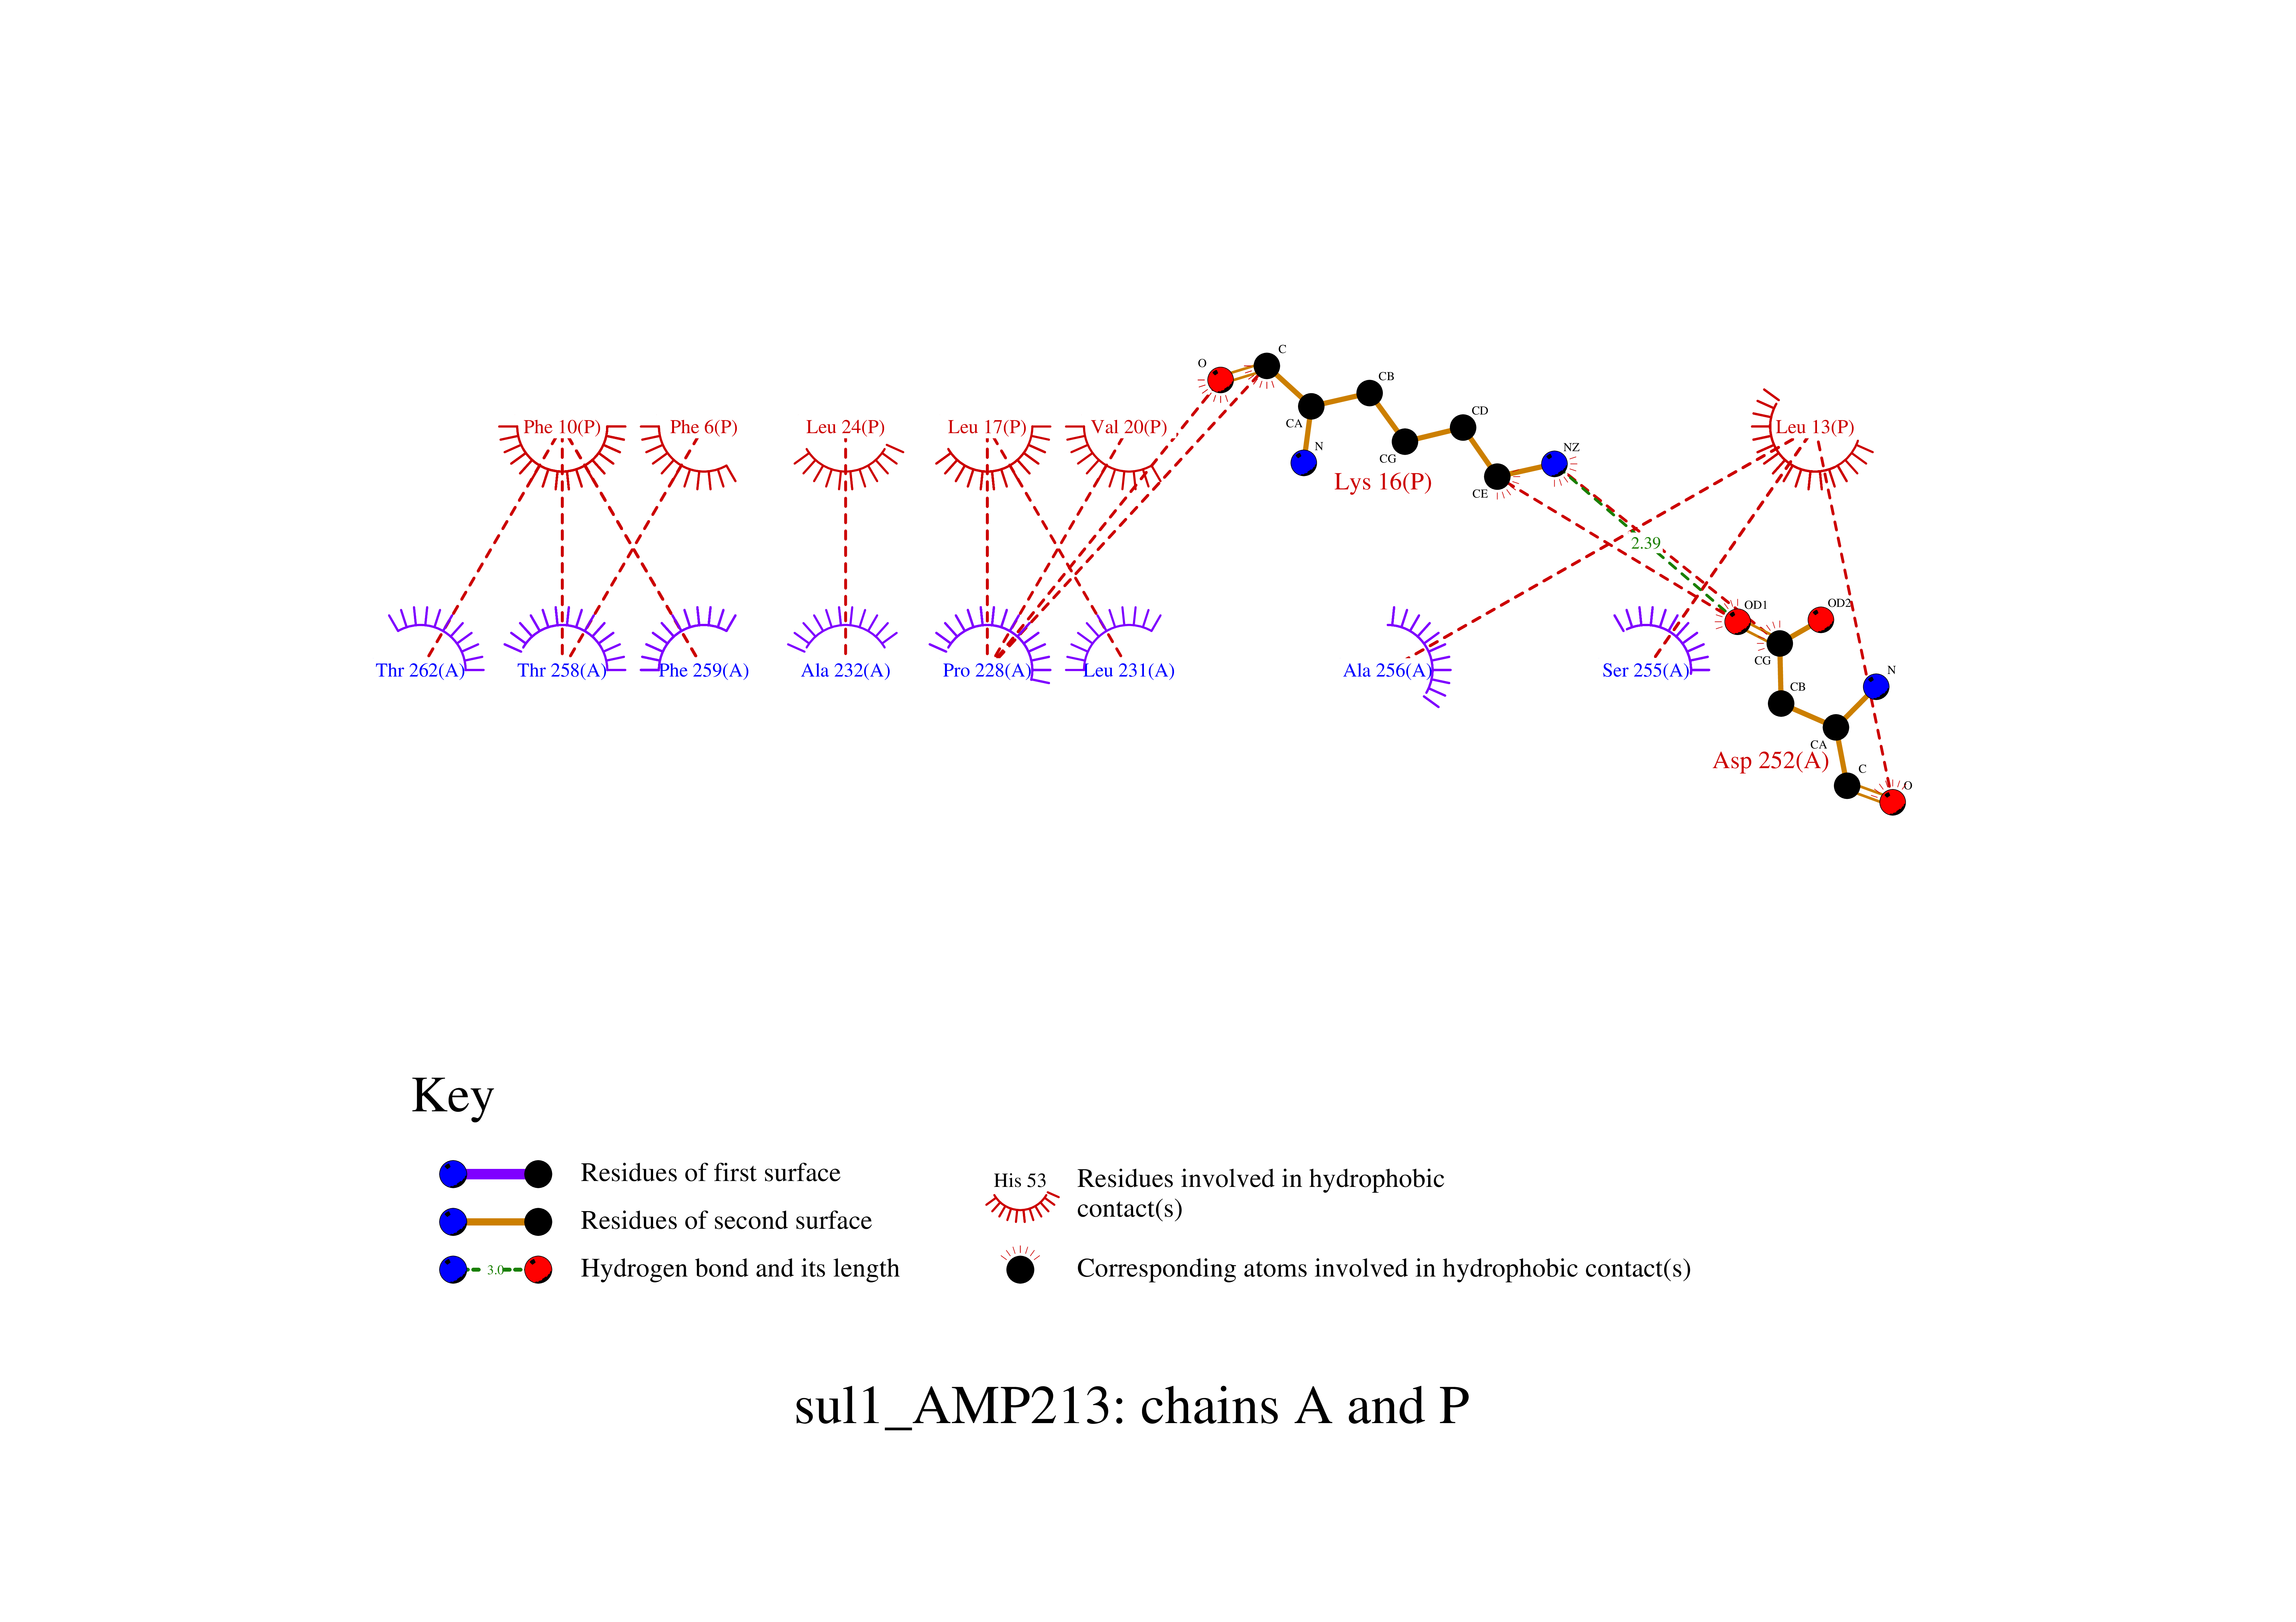 O
C
CB
CA
N
CG
CD
CE
NZ
Lys 16(P)
Phe 10(P)
Phe 6(P)
Leu 24(P)
Leu 17(P)
Val 20(P)
Leu 13(P)
2.39
Thr 262(A)
Thr 258(A)
Phe 259(A)
Ala 232(A)
Pro 228(A)
Leu 231(A)
Ala 256(A)
Ser 255(A)
OD1
OD2
CG
CB
N
CA
Asp 252(A)
C
O
Key
Residues of first surface
Residues of second surface
3.0
Hydrogen bond and its length
His 53
Residues involved in hydrophobic
contact(s)
Corresponding atoms involved in hydrophobic contact(s)
sul1_AMP213: chains A and P